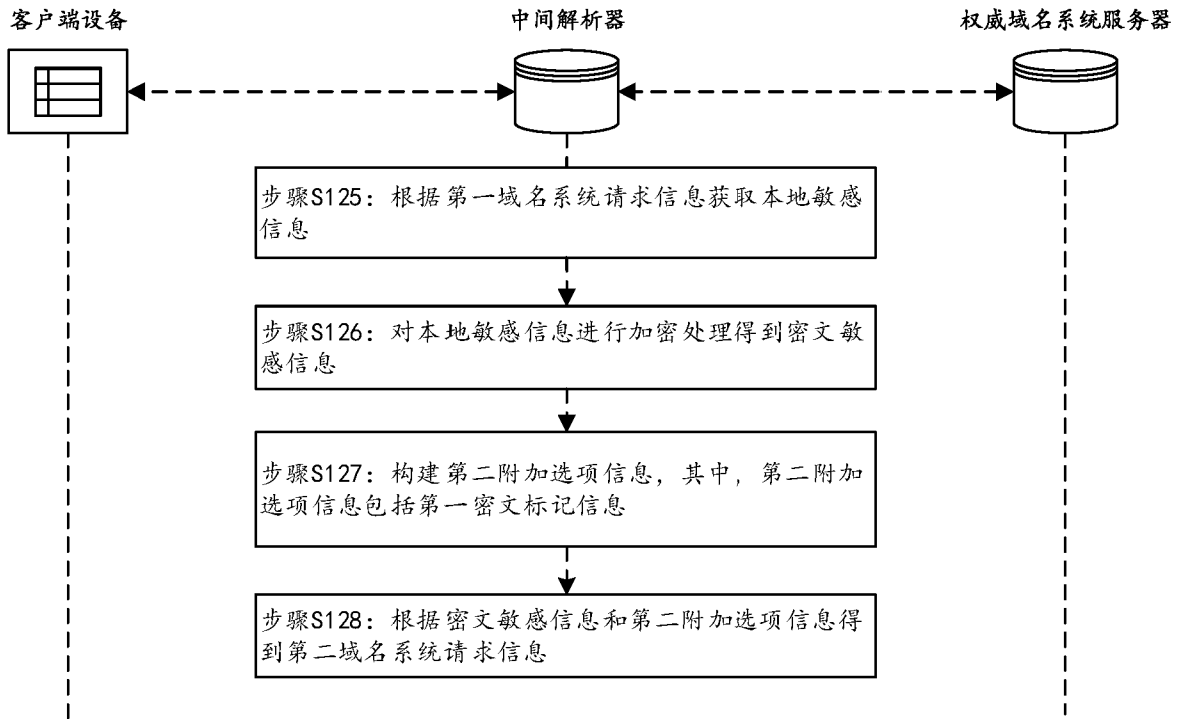 客户端设备
中间解析器
权威域名系统服务器
步骤S125：根据第一域名系统请求信息获取本地敏感
信息
步骤S126：对本地敏感信息进行加密处理得到密文敏
感信息
步骤S127：构建第二附加选项信息，其中，第二附加
选项信息包括第一密文标记信息
步骤S128：根据密文敏感信息和第二附加选项信息得
到第二域名系统请求信息